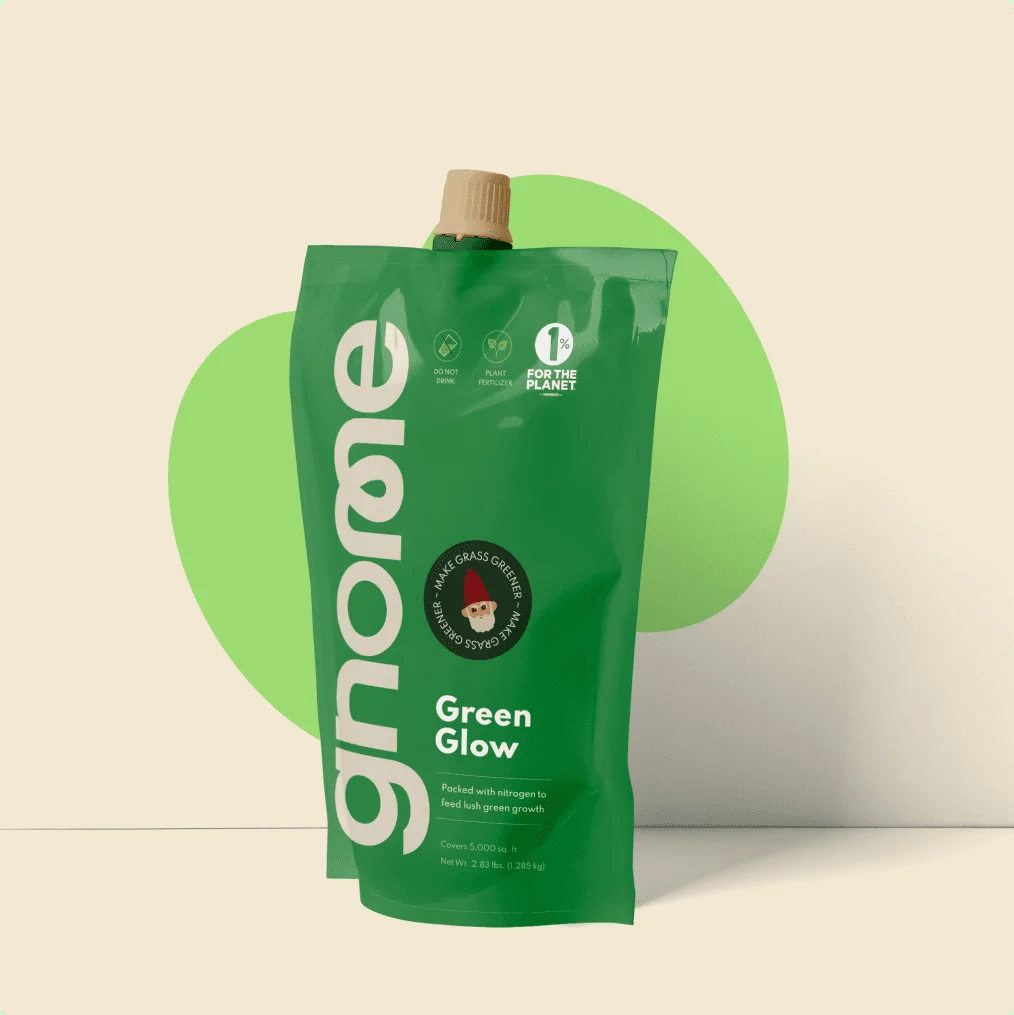 gnome
DO NOT
DRINK
PLANT
FERTILIZER
1%
FOR THE
PLANET
~MEMBER~
MAKE GRASS GREENER ~ MAKE GRASS GREENER ~
Green
Glow
Packed with nitrogen to
feed lush green growth
Covers 5,000 sq. ft.
Net Wt. 2.83 lbs. (1.285 kg)